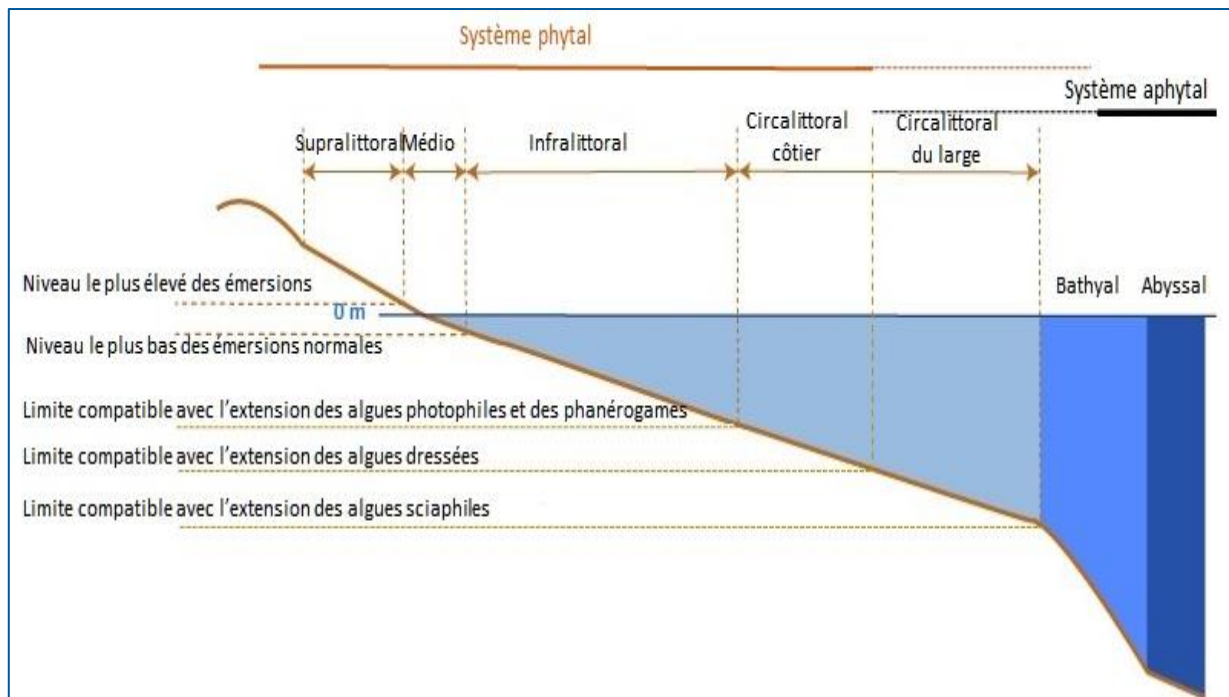 Système phytal
Système aphytal
Supralittoral
Médio
Infralittoral
Circalittoral
côtier
Circalittoral
du large
Niveau le plus élevé des émersions
0 m
Niveau le plus bas des émersions normales
Bathyal
Abyssal
Limite compatible avec l'extension des algues photophiles et des phanérogames
Limite compatible avec l'extension des algues dressées
Limite compatible avec l'extension des algues sciaphiles